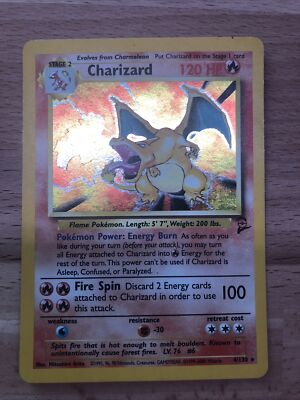 Evolves from Charmeleon Put Charizard on the Stage 1 card
STAGE 2
Charizard 120 HP
Flame Pokémon. Length: 5' 7", Weight: 200 lbs.
Pokémon Power: Energy Burn As often as you
like during your turn (before your attack), you may turn
all Energy attached to Charizard into for the
rest of the turn. This power can't be used if Charizard is
Asleep, Confused, or Paralyzed.
Fire Spin Discard 2 Energy cards
attached to Charizard in order to use
this attack.
100
weakness resistance retreat cost
-30
Spits fire that is hot enough to melt boulders. Known to
unintentionally cause forest fires. LV. 76 #6
Illus. Mitsuhiro Arita
4/130